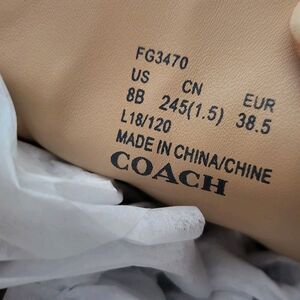 FG3470
US CN EUR
8B 245(1.5) 38.5
L18/120
MADE IN CHINA/CHINE
COACH